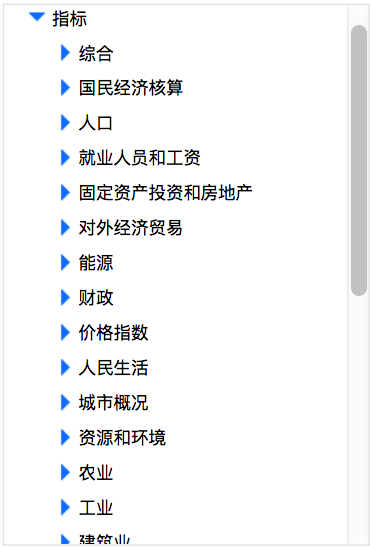 指标
综合
国民经济核算
人口
就业人员和工资
固定资产投资和房地产
对外经济贸易
能源
财政
价格指数
人民生活
城市概况
资源和环境
农业
工业
建筑业